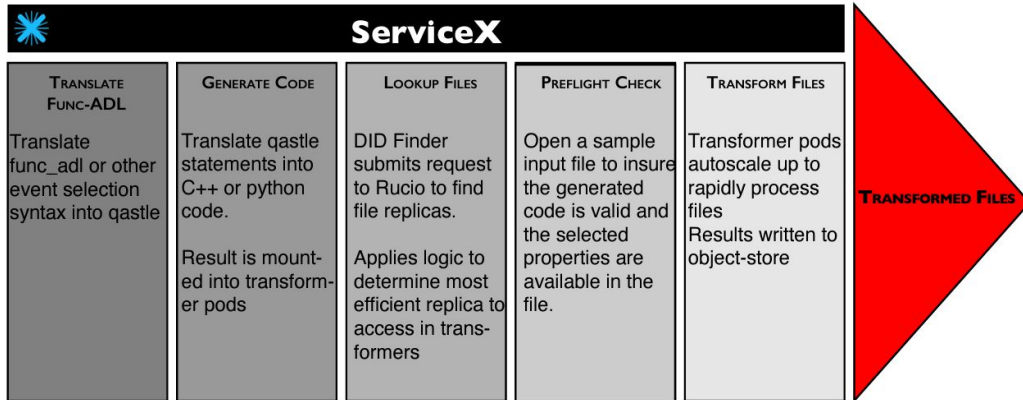 ServiceX
Translate
Func-ADL
Translate
func_adl or other
event selection
syntax into qastle
Generate Code
Translate qastle
statements into
C++ or python
code.
Result is mount-
ed into transform-
er pods
Lookup Files
DID Finder
submits request
to Rucio to find
file replicas.
Applies logic to
determine most
efficient replica to
access in trans-
formers
Preflight Check
Open a sample
input file to insure
the generated
code is valid and
the selected
properties are
available in the
file.
Transform Files
Transformer pods
autoscale up to
rapidly process
files
Results written to
object-store
Transformed Files